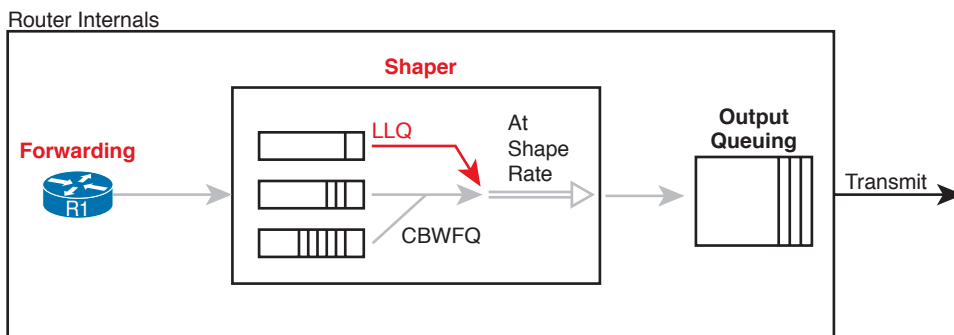 Router Internals
Shaper
Forwarding
R1
LLQ
CBWFQ
At
Shape
Rate
Output
Queuing
Transmit